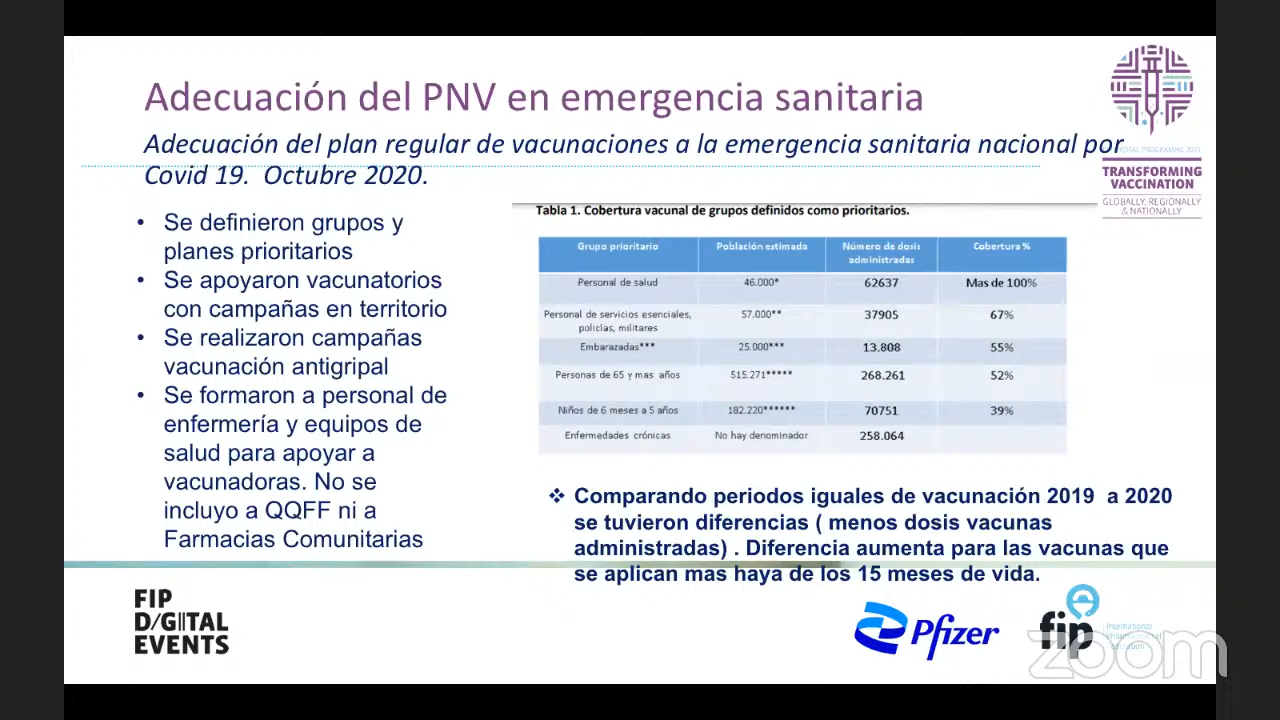 Adecuación del PNV en emergencia sanitaria
Adecuación del plan regular de vacunaciones a la emergencia sanitaria nacional por
Covid 19. Octubre 2020.
TRANSFORMING
VACCINATION
GLOBALLY, REGIONALLY
& NATIONALLY
• Se definieron grupos y
planes prioritarios
• Se apoyaron vacunatorios
con campañas en territorio
• Se realizaron campañas
vacunación antigripal
• Se formaron a personal de
enfermería y equipos de
salud para apoyar a
vacunadoras. No se
incluyo a QQFF ni a
Farmacias Comunitarias
Tabla 1. Cobertura vacunal de grupos definidos como prioritarios.
Grupo prioritario Población estimada Número de dosis administradas Cobertura %
Personal de salud 46.000* 62637 Mas de 100%
Personal de servicios esenciales, policías, militares 57.000** 37905 67%
Embarazadas*** 25.000*** 13.808 55%
Personas de 65 y mas años 515.271***** 268.261 52%
Niños de 6 meses a 5 años 182.220****** 70751 39%
Enfermedades crónicas No hay denominador 258.064
❖ Comparando periodos iguales de vacunación 2019 a 2020
se tuvieron diferencias ( menos dosis vacunas
administradas) . Diferencia aumenta para las vacunas que
se aplican mas haya de los 15 meses de vida.
FIP
D/GITAL
EVENTS
Pfizer
fip
International
zoom